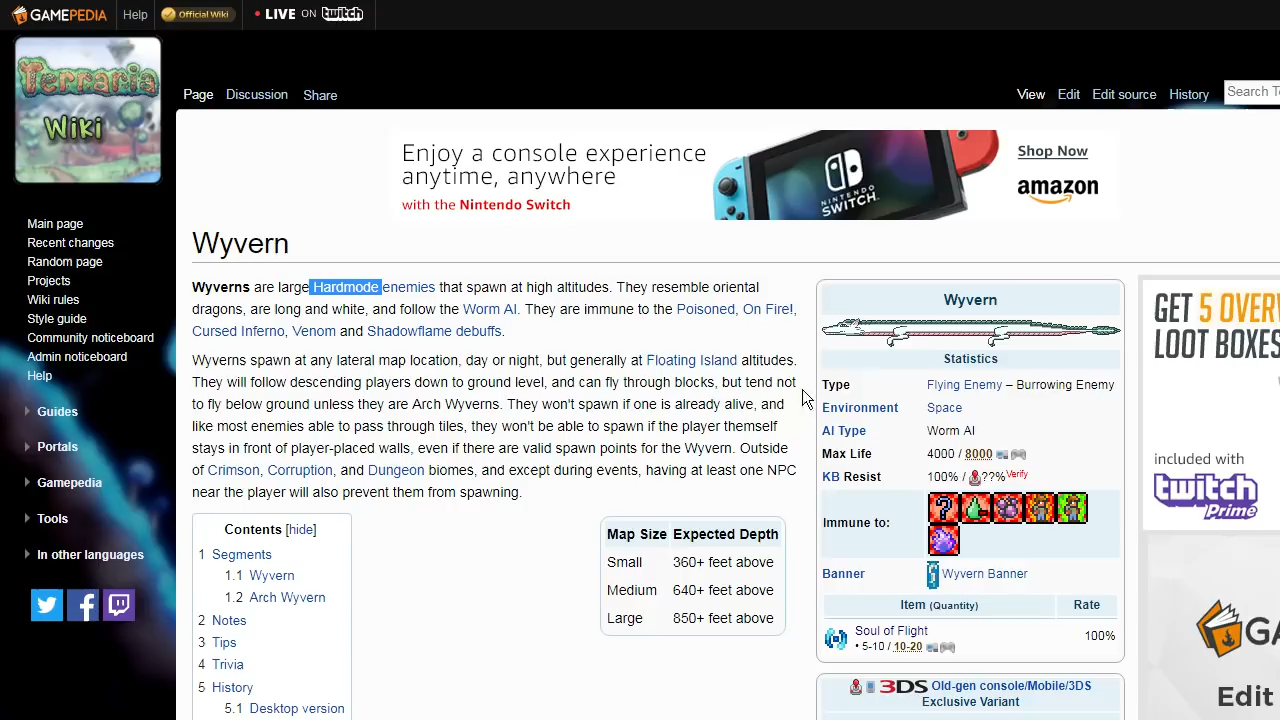 GAMEPEDIA
Help
Official Wiki
LIVE ON twitch
Terraria
Wiki
Page
Discussion
Share
View
Edit
Edit source
History
Search Te
Main page
Recent changes
Random page
Projects
Wiki rules
Style guide
Community noticeboard
Admin noticeboard
Help
Guides
Portals
Gamepedia
Tools
In other languages
Enjoy a console experience
anytime, anywhere
with the Nintendo Switch
NINTENDO
SWITCH
Shop Now
amazon
Wyvern
Wyverns are large Hardmode enemies that spawn at high altitudes. They resemble oriental
dragons, are long and white, and follow the Worm AI. They are immune to the Poisoned, On Fire!,
Cursed Inferno, Venom and Shadowflame debuffs.
Wyverns spawn at any lateral map location, day or night, but generally at Floating Island altitudes.
They will follow descending players down to ground level, and can fly through blocks, but tend not
to fly below ground unless they are Arch Wyverns. They won't spawn if one is already alive, and
like most enemies able to pass through tiles, they won't be able to spawn if the player themself
stays in front of player-placed walls, even if there are valid spawn points for the Wyvern. Outside
of Crimson, Corruption, and Dungeon biomes, and except during events, having at least one NPC
near the player will also prevent them from spawning.
Contents [hide]
1 Segments
1.1 Wyvern
1.2 Arch Wyvern
2 Notes
3 Tips
4 Trivia
5 History
5.1 Desktop version
Map Size Expected Depth
Small 360+ feet above
Medium 640+ feet above
Large 850+ feet above
Wyvern
Statistics
Type Flying Enemy – Burrowing Enemy
Environment Space
AI Type Worm AI
Max Life 4000 / 8000
KB Resist 100% / ??% Verify
Immune to:
Banner Wyvern Banner
Item (Quantity) Rate
Soul of Flight
• 5-10 / 10-20
100%
3DS Old-gen console/Mobile/3DS
Exclusive Variant
GET 5 OVER
LOOT BOXES
included with
twitch
Prime
GA
Edit